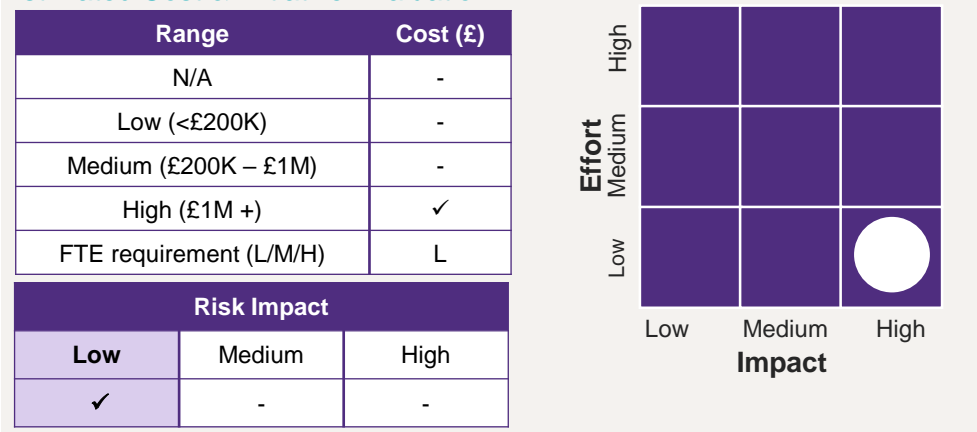 Range Cost (£)
N/A -
Low (<£200K) -
Medium (£200K – £1M) -
High (£1M +) ✓
FTE requirement (L/M/H) L
Risk Impact
Low Medium High
✓ - -
Effort
High
Medium
Low
Low Medium High
Impact